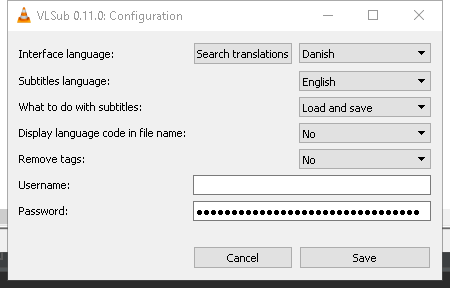 VLSub 0.11.0: Configuration
Interface language: Search translations Danish
Subtitles language: English
What to do with subtitles: Load and save
Display language code in file name: No
Remove tags: No
Username:
Password: ••••••••••••••••••••••••••••••••
Cancel Save